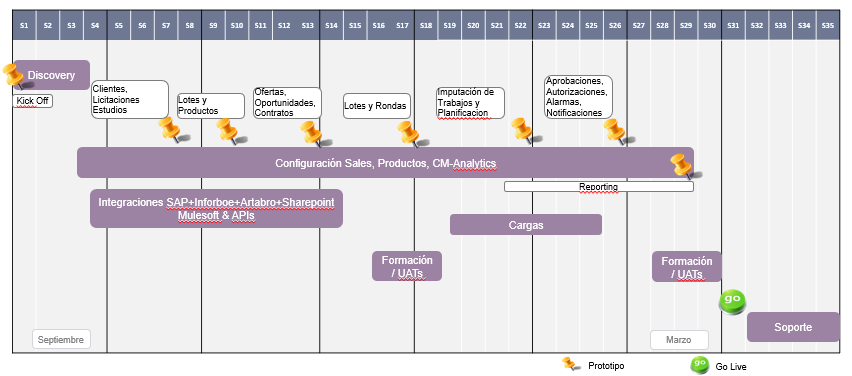 S1 S2 S3 S4 S5 S6 S7 S8 S9 S10 S11 S12 S13 S14 S15 S16 S17 S18 S19 S20 S21 S22 S23 S24 S25 S26 S27 S28 S29 S30 S31 S32 S33 S34 S35
Discovery
Kick Off
Clientes,
Licitaciones
Estudios
Lotes y
Productos
Ofertas,
Oportunidades,
Contratos
Lotes y Rondas
Imputación de
Trabajos y
Planificacion
Aprobaciones,
Autorizaciones,
Alarmas,
Notificaciones
Configuración Sales, Productos, CM-Analytics
Reporting
Integraciones SAP+Inforboe+Artabro+Sharepoint
Mulesoft & APIs
Cargas
Formación
/ UATs
Formación
/ UATs
go
Soporte
Septiembre
Marzo
Prototipo
go
Go Live